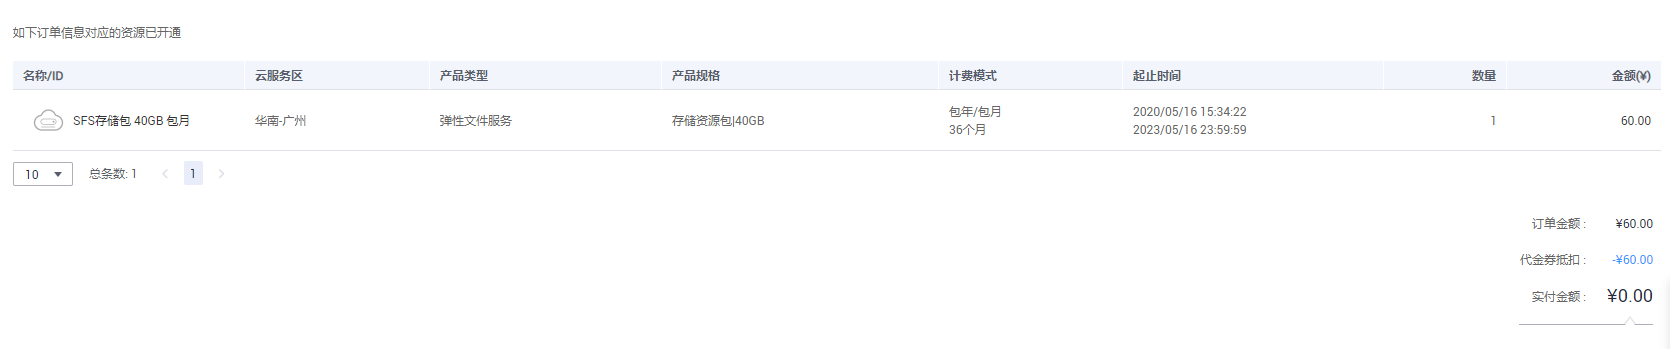 如下订单信息对应的资源已开通
名称/ID 云服务区 产品类型 产品规格 计费模式 起止时间 数量 金额(¥)
SFS存储包 40GB 包月 华南-广州 弹性文件服务 存储资源包|40GB 包年/包月 2020/05/16 15:34:22 1 60.00
36个月 2023/05/16 23:59:59
10 总条数: 1 1
订单金额： ¥60.00
代金券抵扣： -¥60.00
实付金额： ¥0.00